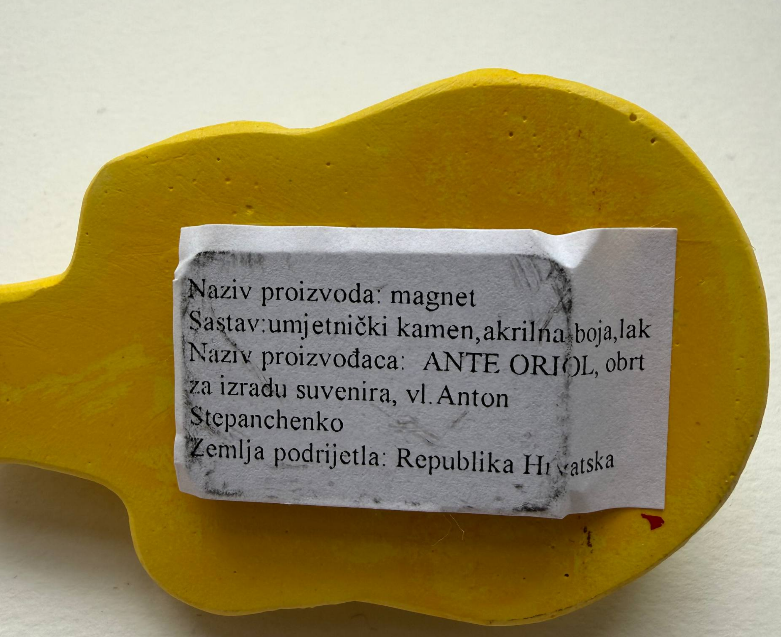 Naziv proizvoda: magnet
Sastav:umjetnički kamen,akrilna boja,lak
Naziv proizvođaca: ANTE ORIOL, obrt
za izradu suvenira, vl.Anton
Stepanchenko
Zemlja podrijetla: Republika Hrvatska